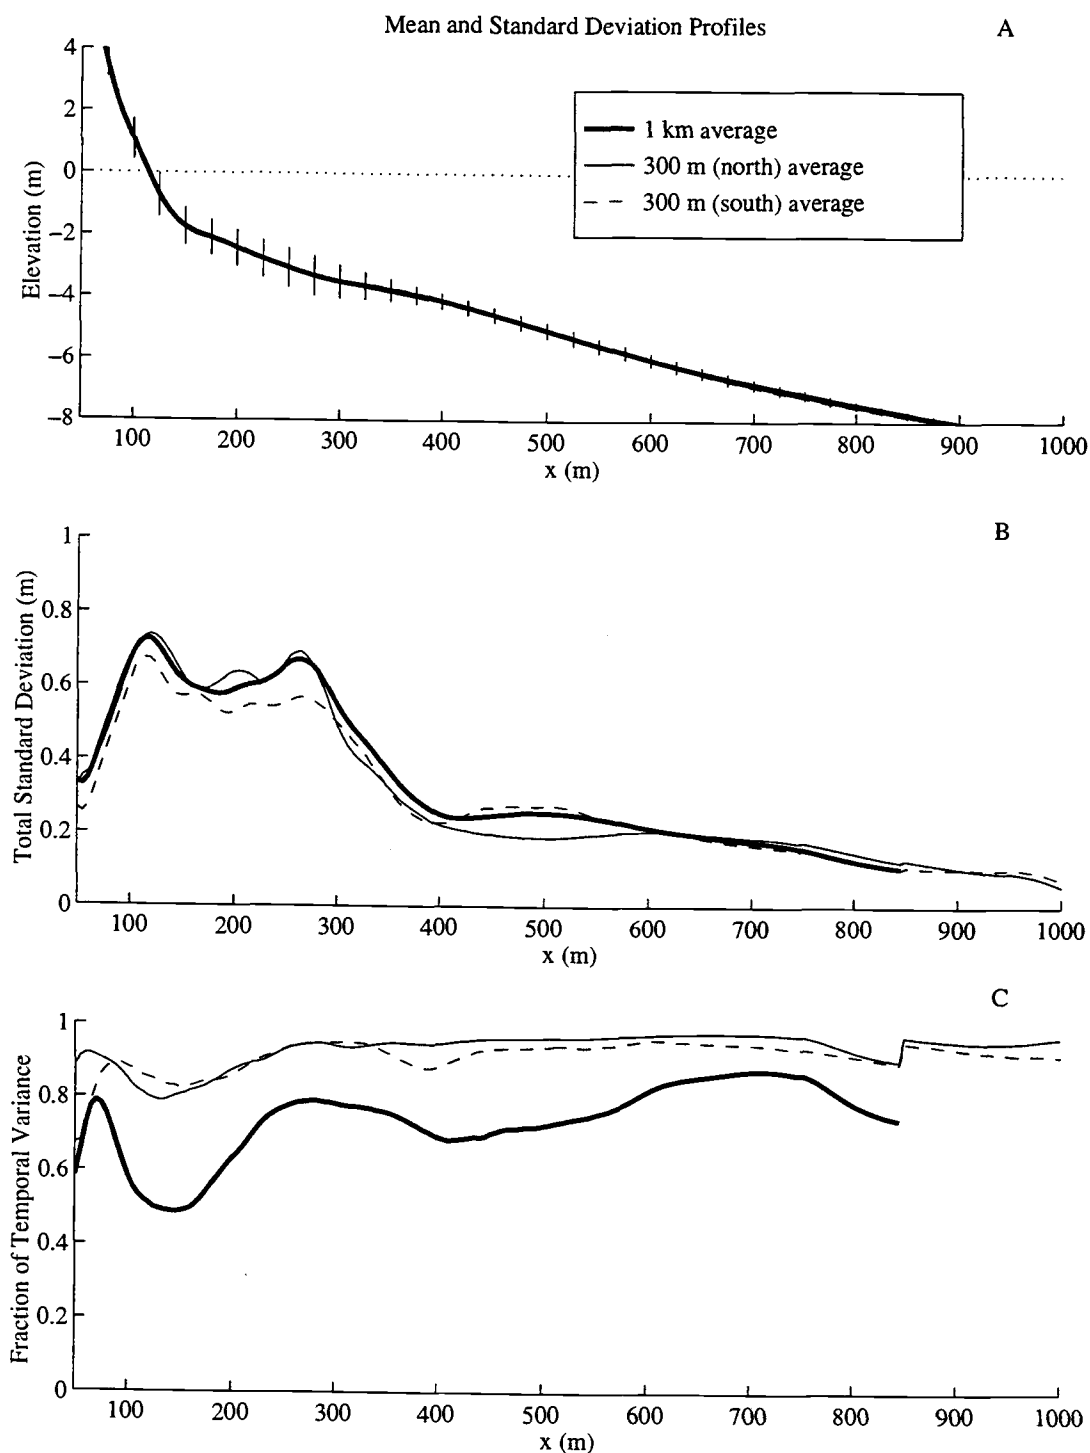 Mean and Standard Deviation Profiles
A
4
2
0
−2
−4
−6
−8
Elevation (m)
1 km average
300 m (north) average
300 m (south) average
100 200 300 400 500 600 700 800 900 1000
x (m)
B
1
0.8
0.6
0.4
0.2
0
Total Standard Deviation (m)
100 200 300 400 500 600 700 800 900 1000
x (m)
C
1
0.8
0.6
0.4
0.2
0
Fraction of Temporal Variance
100 200 300 400 500 600 700 800 900 1000
x (m)